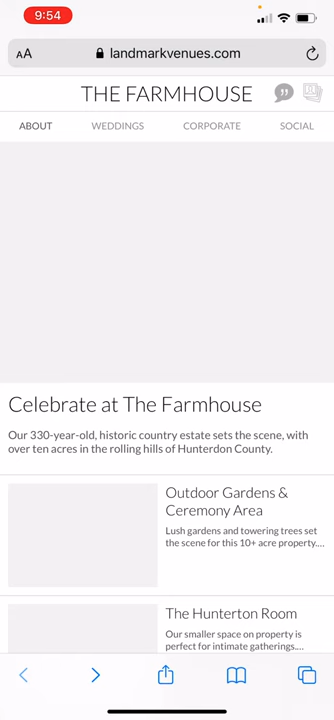 9:54
AA landmarkvenues.com
THE FARMHOUSE
ABOUT WEDDINGS CORPORATE SOCIAL
Celebrate at The Farmhouse
Our 330-year-old, historic country estate sets the scene, with
over ten acres in the rolling hills of Hunterdon County.
Outdoor Gardens &
Ceremony Area
Lush gardens and towering trees set
the scene for this 10+ acre property....
The Hunterton Room
Our smaller space on property is
perfect for intimate gatherings....